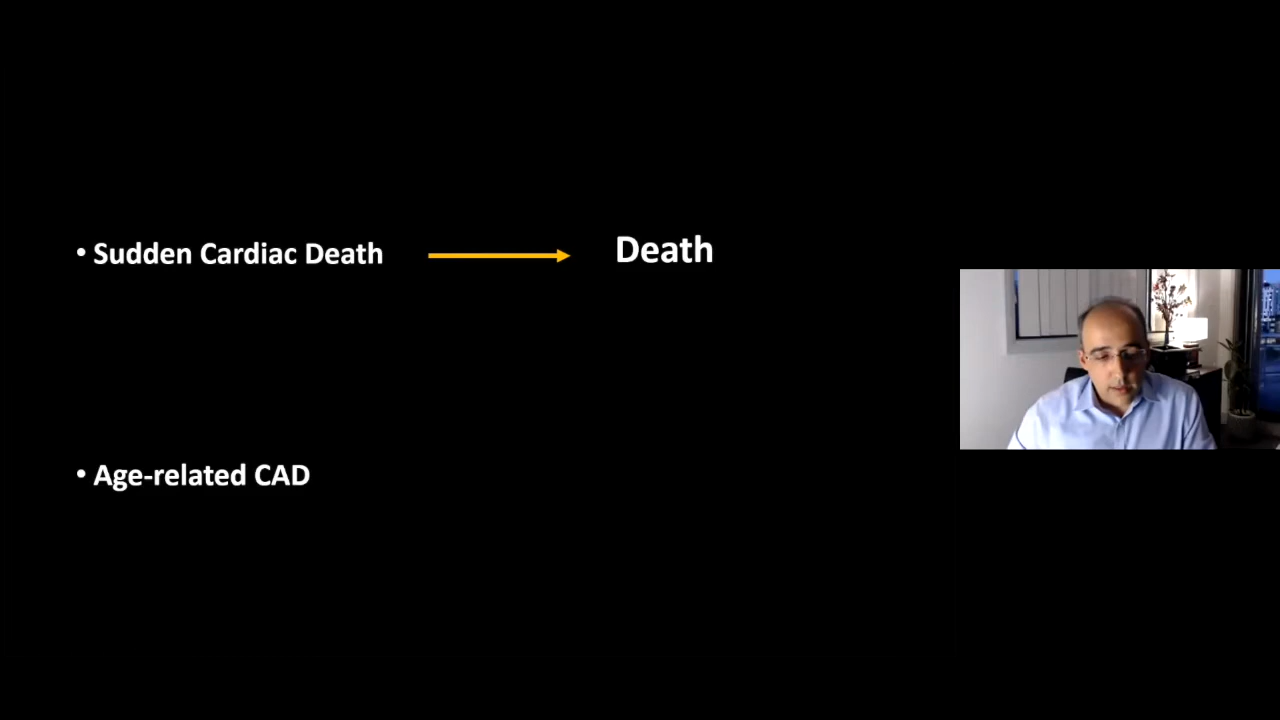 • Sudden Cardiac Death
Death
• Age-related CAD